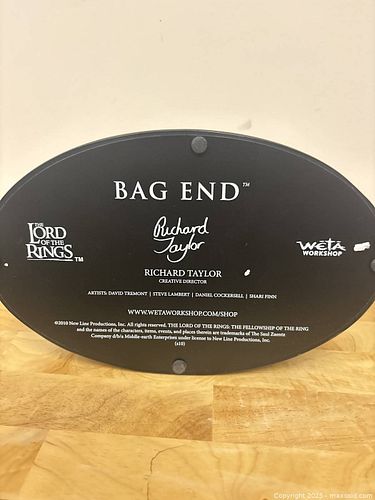 BAG END™
Richard
Taylor
THE
LORD
OF THE
RINGS™
WETA
WORKSHOP
RICHARD TAYLOR
CREATIVE DIRECTOR
ARTISTS: DAVID TREMONT | STEVE LAMBERT | DANIEL COCKERSELL | SHARI FINN
WWW.WETAWORKSHOP.COM/SHOP
©2010 New Line Productions, Inc. All rights reserved. THE LORD OF THE RINGS: THE FELLOWSHIP OF THE RING
and the names of the characters, items, events, and places therein are trademarks of The Saul Zaentz
Company d/b/a Middle-earth Enterprises under license to New Line Productions, Inc.
(s10)
Copyright 2025 - maxsold.com